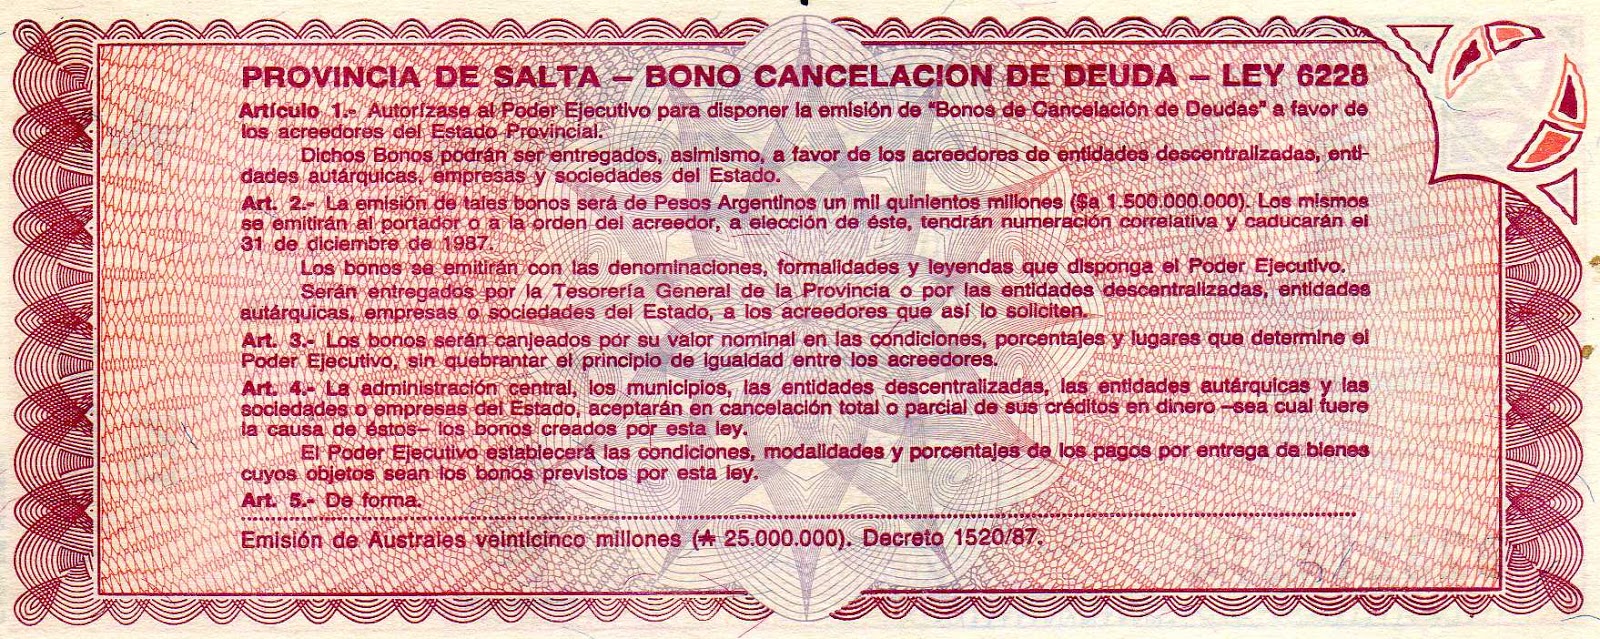 PROVINCIA DE SALTA – BONO CANCELACION DE DEUDA – LEY 6228
Artículo 1.- Autorízase al Poder Ejecutivo para disponer la emisión de "Bonos de Cancelación de Deudas" a favor de
los acreedores del Estado Provincial.
Dichos Bonos podrán ser entregados, asimismo, a favor de los acreedores de entidades descentralizadas, enti-
dades autárquicas, empresas y sociedades del Estado.
Art. 2.- La emisión de tales bonos será de Pesos Argentinos un mil quinientos millones ($a 1.500.000.000). Los mismos
se emitirán al portador o a la orden del acreedor, a elección de éste, tendrán numeración correlativa y caducarán el
31 de diciembre de 1987.
Los bonos se emitirán con las denominaciones, formalidades y leyendas que disponga el Poder Ejecutivo.
Serán entregados por la Tesorería General de la Provincia o por las entidades descentralizadas, entidades
autárquicas, empresas o sociedades del Estado, a los acreedores que así lo soliciten.
Art. 3.- Los bonos serán canjeados pór su valor nominal en las condiciones, porcentajes y lugares que determine el
Poder Ejecutivo, sin quebrantar el principio de igualdad entre los acreedores.
Art. 4.- La administración central, los municipios, las entidades descentralizadas, las entidades autárquicas y las
sociedades o empresas del Estado, aceptarán en cancelación total o parcial de sus créditos en dinero –sea cual fuere
la causa de éstos– los bonos creados por esta ley.
El Poder Ejecutivo establecerá las condiciones, modalidades y porcentajes de los pagos por entrega de bienes
cuyos objetos sean los bonos previstos por esta ley.
Art. 5.- De forma.
Emisión de Australes veinticinco millones (₳ 25.000.000). Decreto 1520/87.